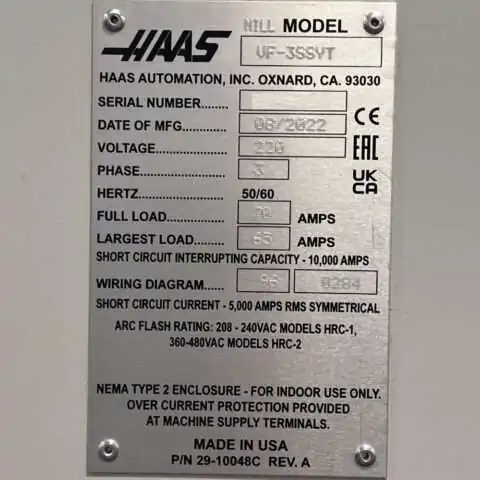 HAAS MILL MODEL
VF-3SSYT
HAAS AUTOMATION, INC. OXNARD, CA. 93030
SERIAL NUMBER........
DATE OF MFG............ 08/2022 CE
VOLTAGE................... 220 EAC
PHASE....................... 3 UK CA
HERTZ....................... 50/60
FULL LOAD................ 70 AMPS
LARGEST LOAD......... 65 AMPS
SHORT CIRCUIT INTERRUPTING CAPACITY - 10,000 AMPS
WIRING DIAGRAM....... 96 0284
SHORT CIRCUIT CURRENT - 5,000 AMPS RMS SYMMETRICAL
ARC FLASH RATING: 208 - 240VAC MODELS HRC-1,
360-480VAC MODELS HRC-2
NEMA TYPE 2 ENCLOSURE - FOR INDOOR USE ONLY.
OVER CURRENT PROTECTION PROVIDED
AT MACHINE SUPPLY TERMINALS.
MADE IN USA
P/N 29-10048C REV. A